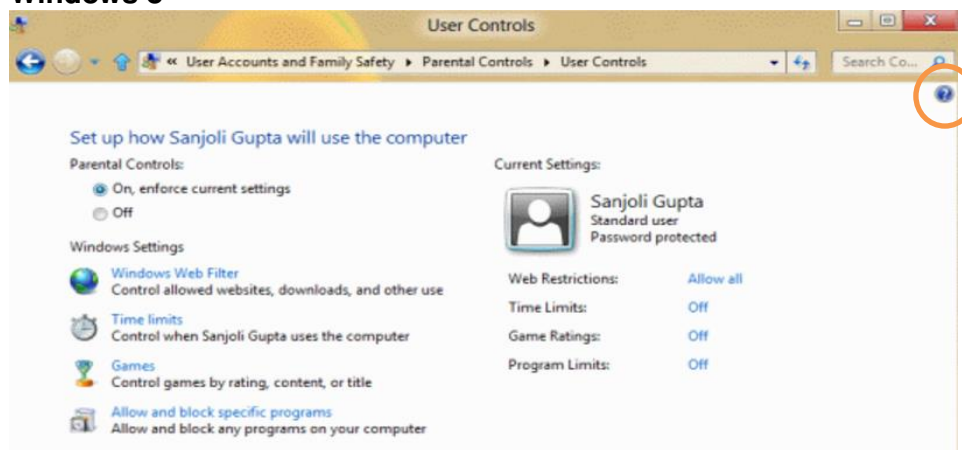 User Controls
« User Accounts and Family Safety ▸ Parental Controls ▸ User Controls
Search Co...
Set up how Sanjoli Gupta will use the computer
Parental Controls:
On, enforce current settings
Off
Windows Settings
Windows Web Filter
Control allowed websites, downloads, and other use
Time limits
Control when Sanjoli Gupta uses the computer
Games
Control games by rating, content, or title
Allow and block specific programs
Allow and block any programs on your computer
Current Settings:
Sanjoli Gupta
Standard user
Password protected
Web Restrictions: Allow all
Time Limits: Off
Game Ratings: Off
Program Limits: Off